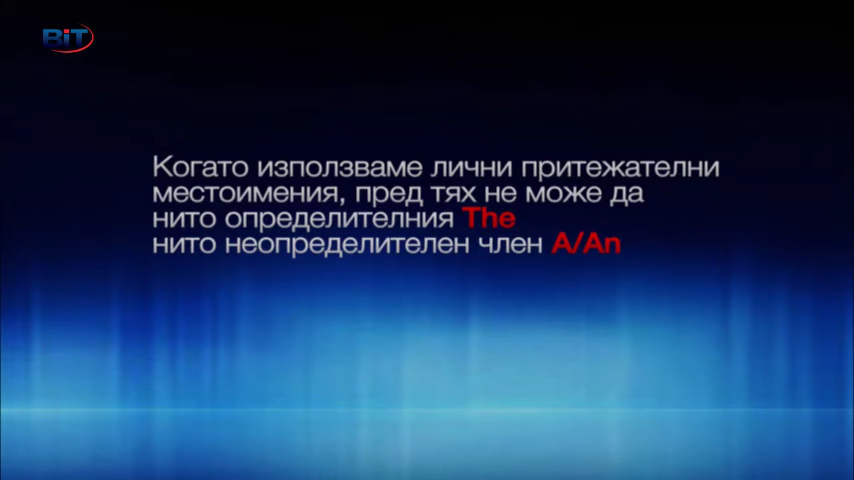 BiT
Когато използваме лични притежателни
местоимения, пред тях не може да
нито определителния The
нито неопределителен член A/An